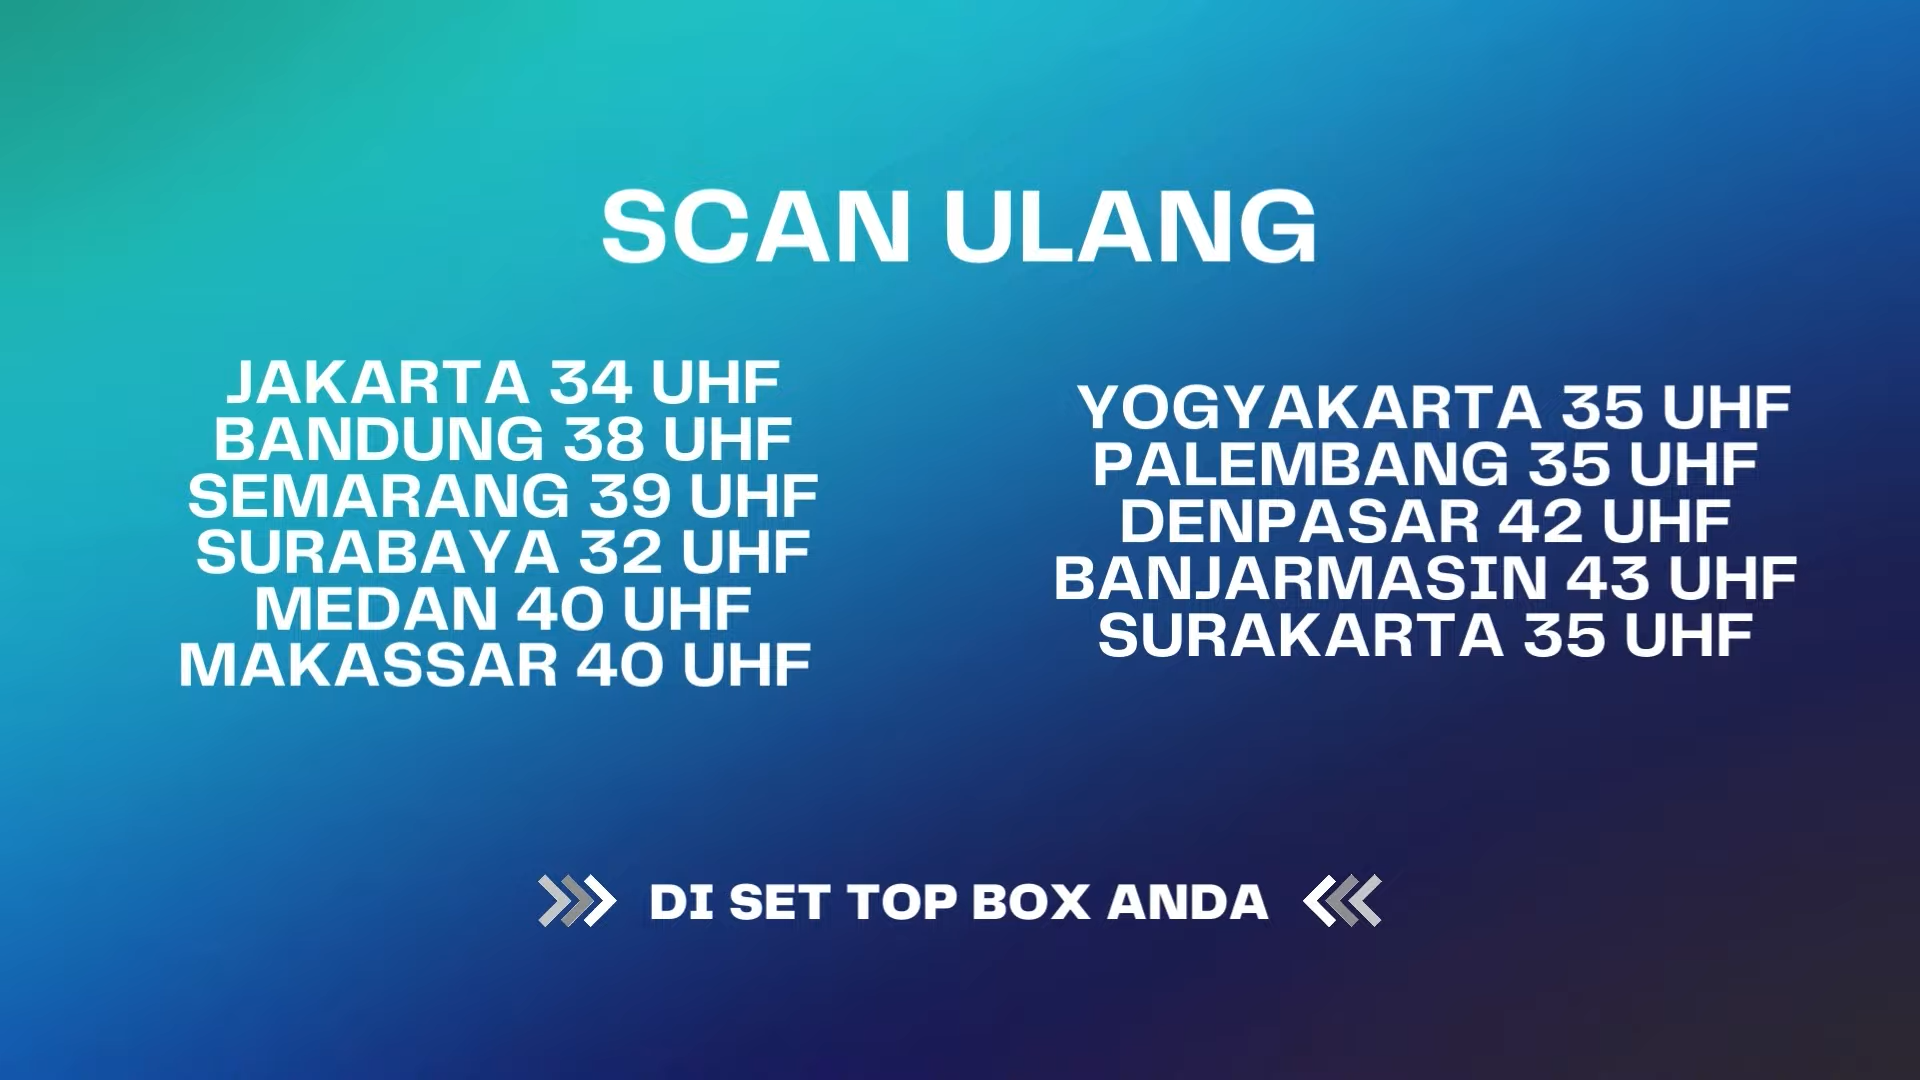 SCAN ULANG
JAKARTA 34 UHF
BANDUNG 38 UHF
SEMARANG 39 UHF
SURABAYA 32 UHF
MEDAN 40 UHF
MAKASSAR 40 UHF
YOGYAKARTA 35 UHF
PALEMBANG 35 UHF
DENPASAR 42 UHF
BANJARMASIN 43 UHF
SURAKARTA 35 UHF
DI SET TOP BOX ANDA